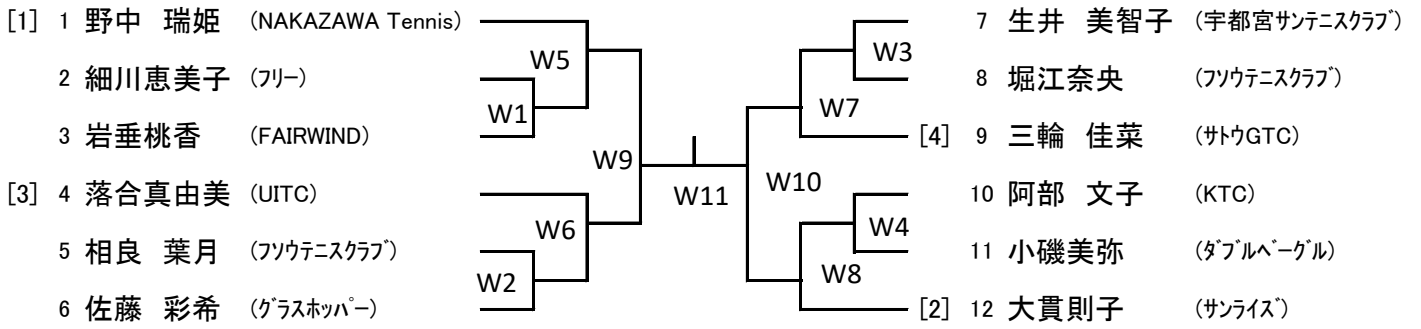 [1] 1 野中 瑞姫 (NAKAZAWA Tennis)
2 細川恵美子 (フリー)
3 岩垂桃香 (FAIRWIND)
[3] 4 落合真由美 (UITC)
5 相良 葉月 (フソウテニスクラブ)
6 佐藤 彩希 (グラスホッパー)
W5
W1
W9
W6
W2
W11
W3
W7
W10
W4
W8
7 生井 美智子 (宇都宮サンテニスクラブ)
8 堀江奈央 (フソウテニスクラブ)
[4] 9 三輪 佳菜 (サトウGTC)
10 阿部 文子 (KTC)
11 小磯美弥 (ダブルベーグル)
[2] 12 大貫則子 (サンライズ)